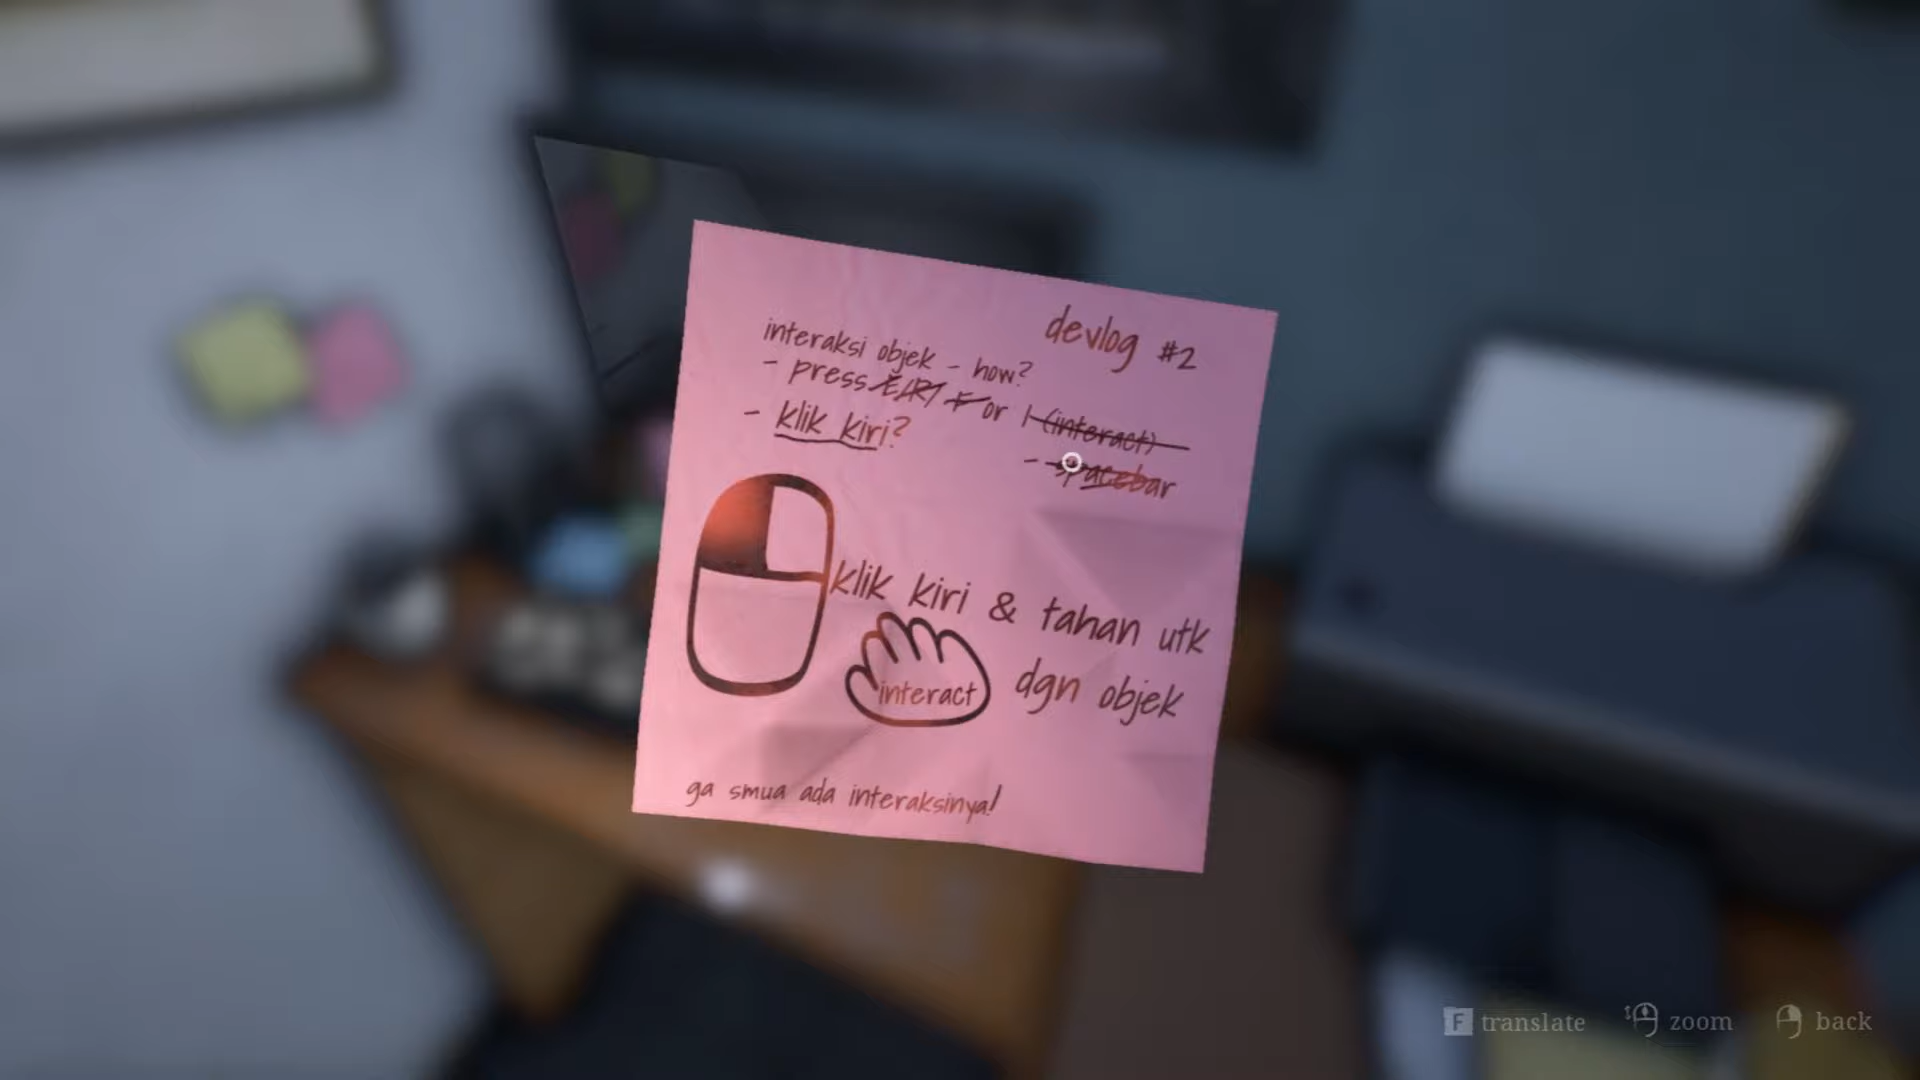 devlog #2
interaksi objek - how?
- press E/R/ F or I (interact)
- klik kiri?
- spacebar
klik kiri & tahan utk
interact
dgn objek
ga smua ada interaksinya!
F translate
zoom
back